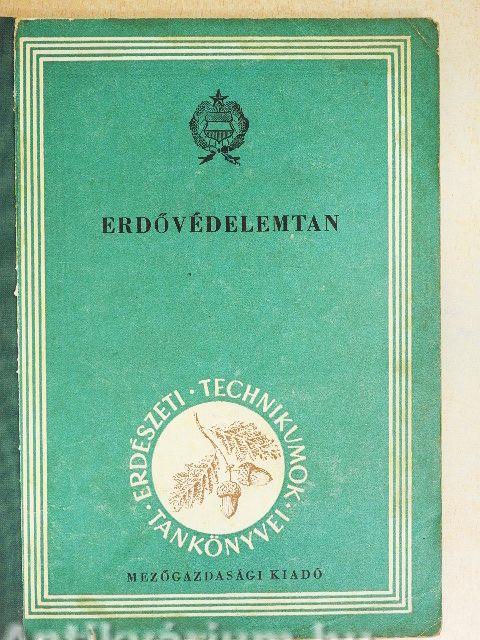 ERDŐVÉDELEMTAN
ERDÉSZETI · TECHNIKUMOK · TANKÖNYVEI ·
MEZŐGAZDASÁGI KIADÓ